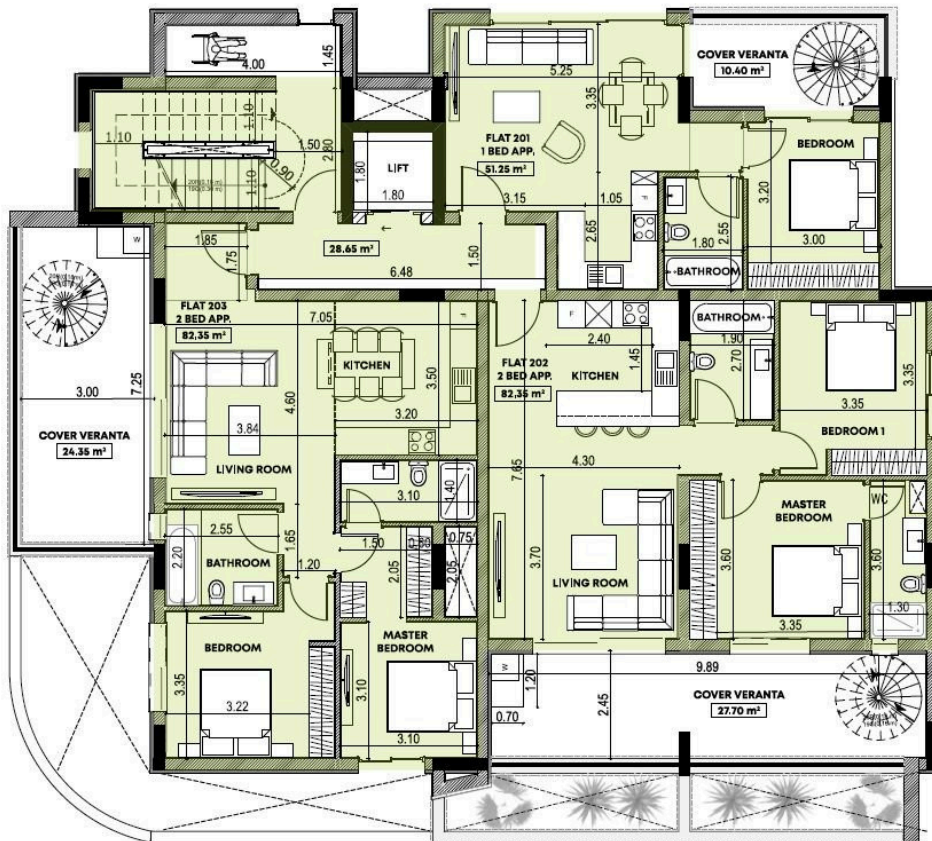 4.00
1.45
COVER VERANTA
10.40 m²
5.25
3.35
1.10
1.10
1.50
2.80
0.90
1.10
LIFT
1.80
1.80
FLAT 201
1 BED APP.
51.25 m²
BEDROOM
3.20
3.00
3.15
1.05
F
2.65
2.55
1.80
BATHROOM
1.85
1.75
28.65 m²
6.48
1.50
W
FLAT 203
2 BED APP.
82,35 m²
7.05
F
KITCHEN
3.50
3.20
4.60
3.84
LIVING ROOM
3.00
7.25
COVER VERANTA
24.35 m²
FLAT 202
2 BED APP.
82,35 m²
F
2.40
1.45
KITCHEN
BATHROOM
1.90
2.70
3.35
3.35
BEDROOM 1
4.30
7.65
3.70
LIVING ROOM
MASTER
BEDROOM
3.60
3.35
WC
3.60
1.30
3.10
1.40
2.55
2.20
BATHROOM
1.65
1.20
1.50
0.75
2.05
2.05
BEDROOM
3.35
3.22
MASTER
BEDROOM
3.10
3.10
W
1.20
0.70
2.45
9.89
COVER VERANTA
27.70 m²